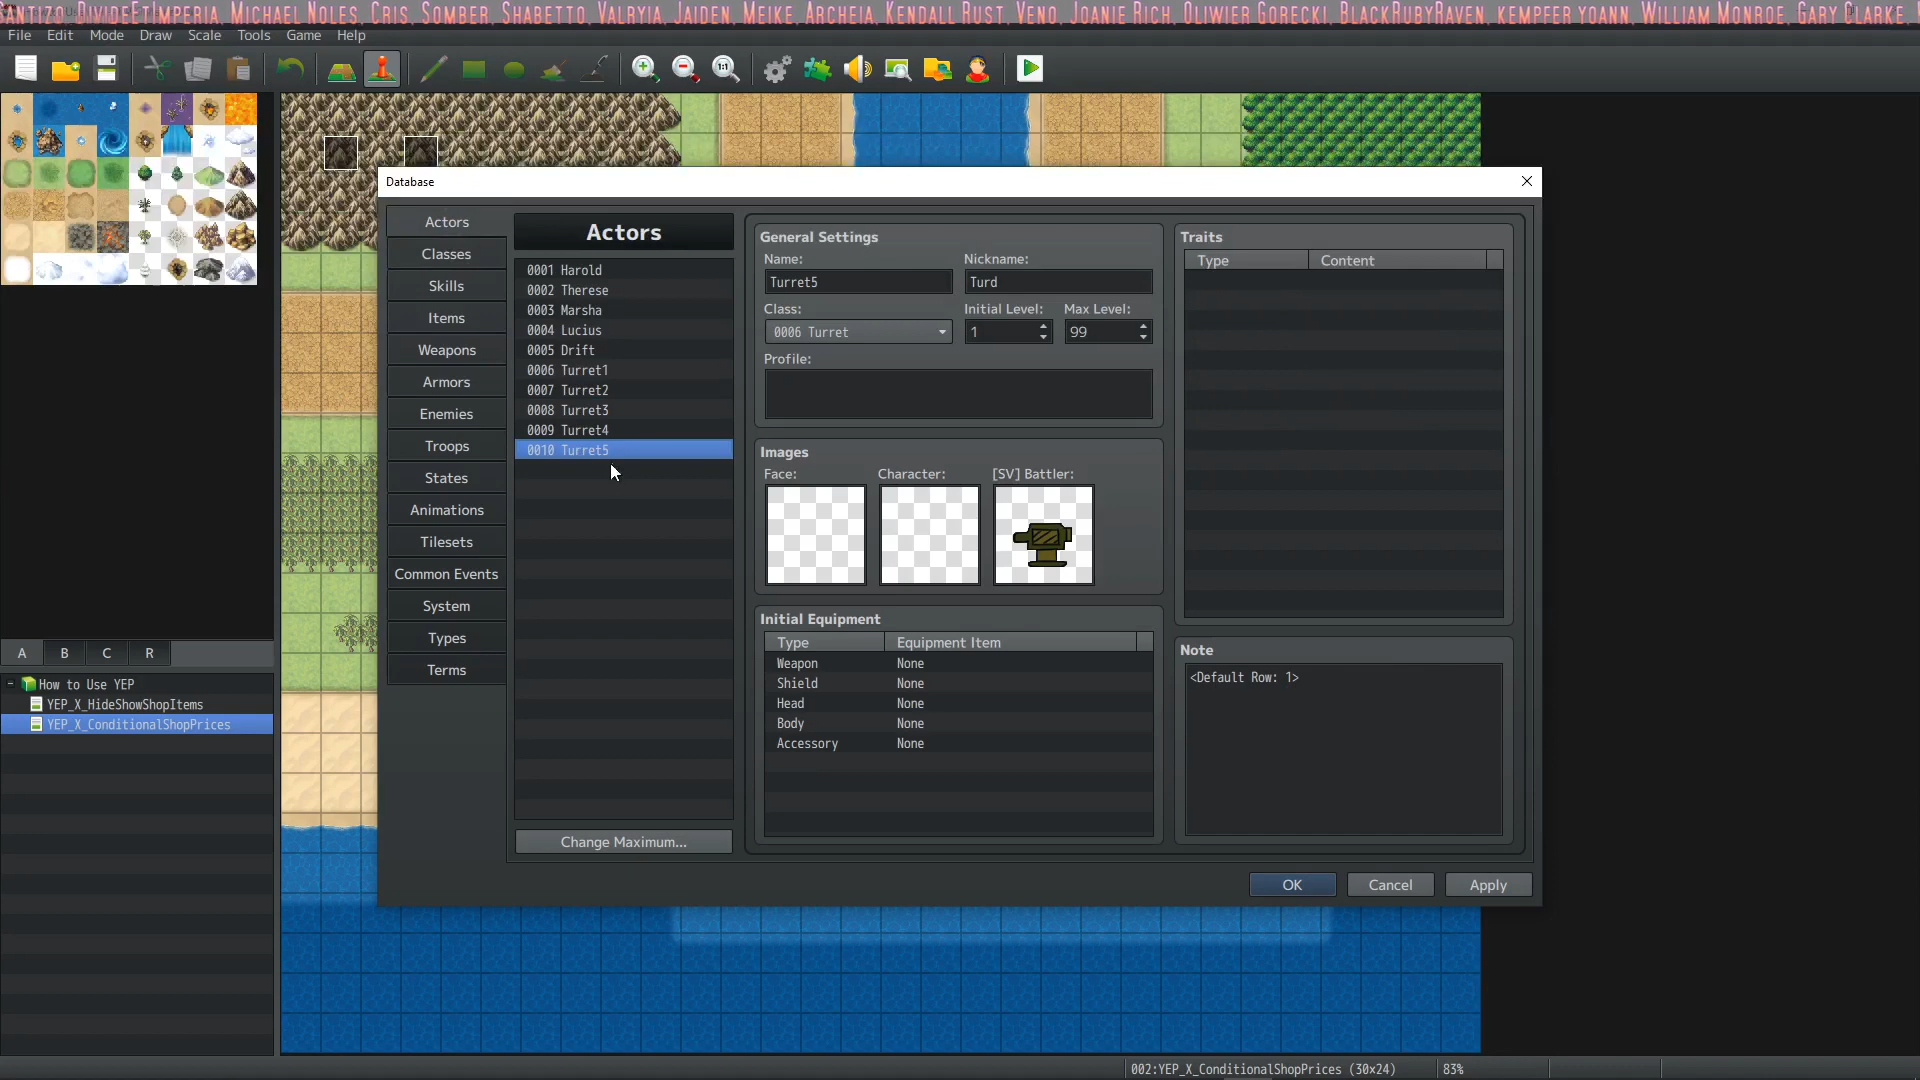 DavideEtImperia, Michael Noles, Cris, Somber, Shabetto, Valryia, Jaiden, Meike, Archeia, Kendall Rust, Veno, Joanie Rich, Oliwier Gorecki, BlackRubyRaven, kempfer yoann, William Monroe, Gary Clarke,
File Edit Mode Draw Scale Tools Game Help
Database
Actors
Classes
Skills
Items
Weapons
Armors
Enemies
Troops
States
Animations
Tilesets
Common Events
System
Types
Terms
Actors
0001 Harold
0002 Therese
0003 Marsha
0004 Lucius
0005 Drift
0006 Turret1
0007 Turret2
0008 Turret3
0009 Turret4
0010 Turret5
Change Maximum...
General Settings
Name: Nickname:
Turret5 Turd
Class: Initial Level: Max Level:
0006 Turret 1 99
Profile:
Images
Face: Character: [SV] Battler:
Initial Equipment
Type Equipment Item
Weapon None
Shield None
Head None
Body None
Accessory None
Traits
Type Content
Note
<Default Row: 1>
OK Cancel Apply
A B C R
How to Use YEP
YEP_X_HideShowShopItems
YEP_X_ConditionalShopPrices
002:YEP_X_ConditionalShopPrices (30x24) 83%